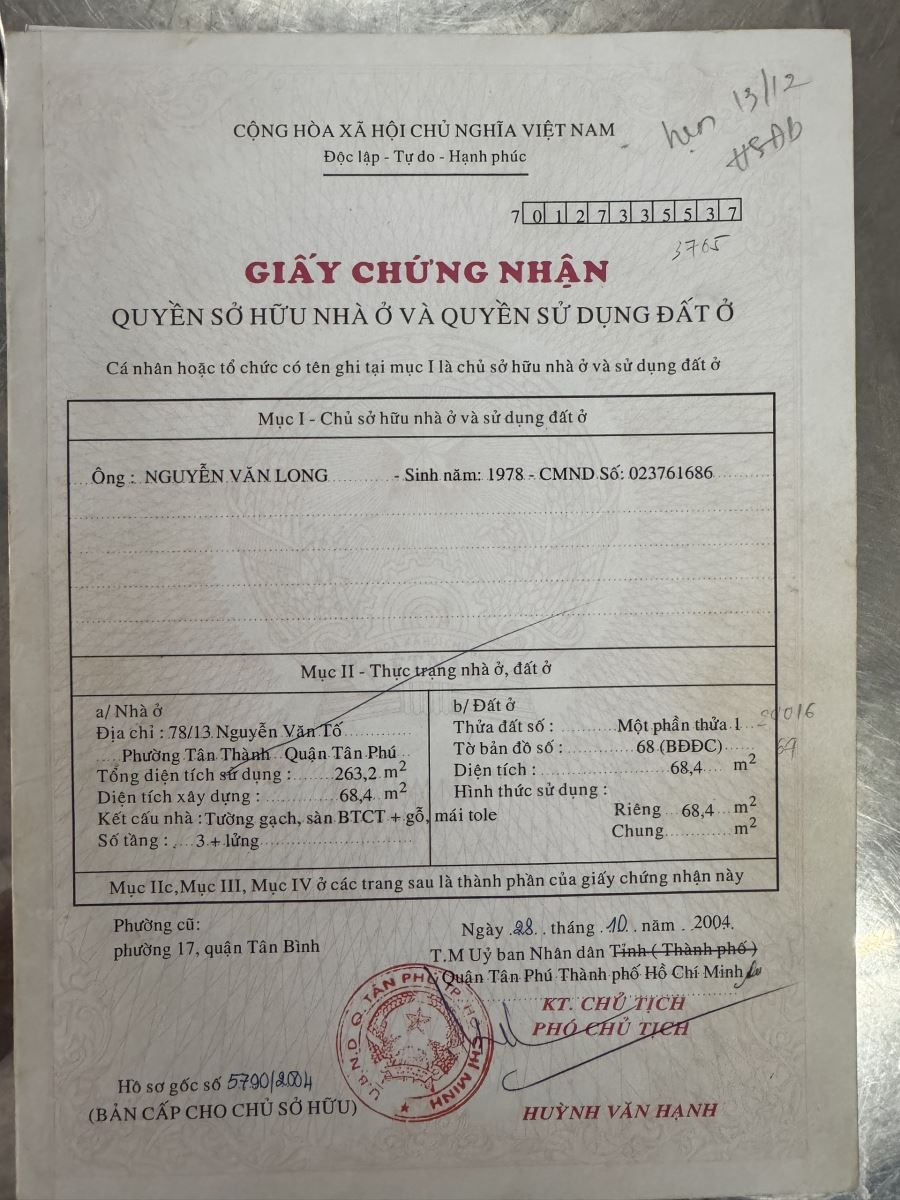 hẹn 13/12
HSAD
CỘNG HÒA XÃ HỘI CHỦ NGHĨA VIỆT NAM
Độc lập - Tự do - Hạnh phúc
7 0 1 2 7 3 3 5 5 3 7
3765
GIẤY CHỨNG NHẬN
QUYỀN SỞ HỮU NHÀ Ở VÀ QUYỀN SỬ DỤNG ĐẤT Ở
Cá nhân hoặc tổ chức có tên ghi tại mục I là chủ sở hữu nhà ở và sử dụng đất ở
Mục I - Chủ sở hữu nhà ở và sử dụng đất ở
Ông : NGUYỄN VĂN LONG - Sinh năm: 1978 - CMND Số: 023761686
Mục II - Thực trạng nhà ở, đất ở
a/ Nhà ở
Địa chỉ : 78/13 Nguyễn Văn Tố
Phường Tân Thành Quận Tân Phú
Tổng diện tích sử dụng : 263,2 m2
Diện tích xây dựng : 68,4 m2
Kết cấu nhà : Tường gạch, sàn BTCT + gỗ, mái tole
Số tầng : 3 + lửng
b/ Đất ở
Thửa đất số : Một phần thửa 1
Tờ bản đồ số : 68 (BĐĐC)
Diện tích : 68,4 m2
Hình thức sử dụng :
Riêng 68,4 m2
Chung m2
Mục IIc, Mục III, Mục IV ở các trang sau là thành phần của giấy chứng nhận này
Phường cũ:
phường 17, quận Tân Bình
Ngày 28 tháng 10 năm 2004
T.M Uỷ ban Nhân dân Tỉnh ( Thành phố )
Quận Tân Phú Thành phố Hồ Chí Minh
KT. CHỦ TỊCH
PHÓ CHỦ TỊCH
U.B.N.D Q. TÂN PHÚ T.P. HỒ CHÍ MINH
Hồ sơ gốc số 5790/2004
(BẢN CẤP CHO CHỦ SỞ HỮU)
HUỲNH VĂN HẠNH